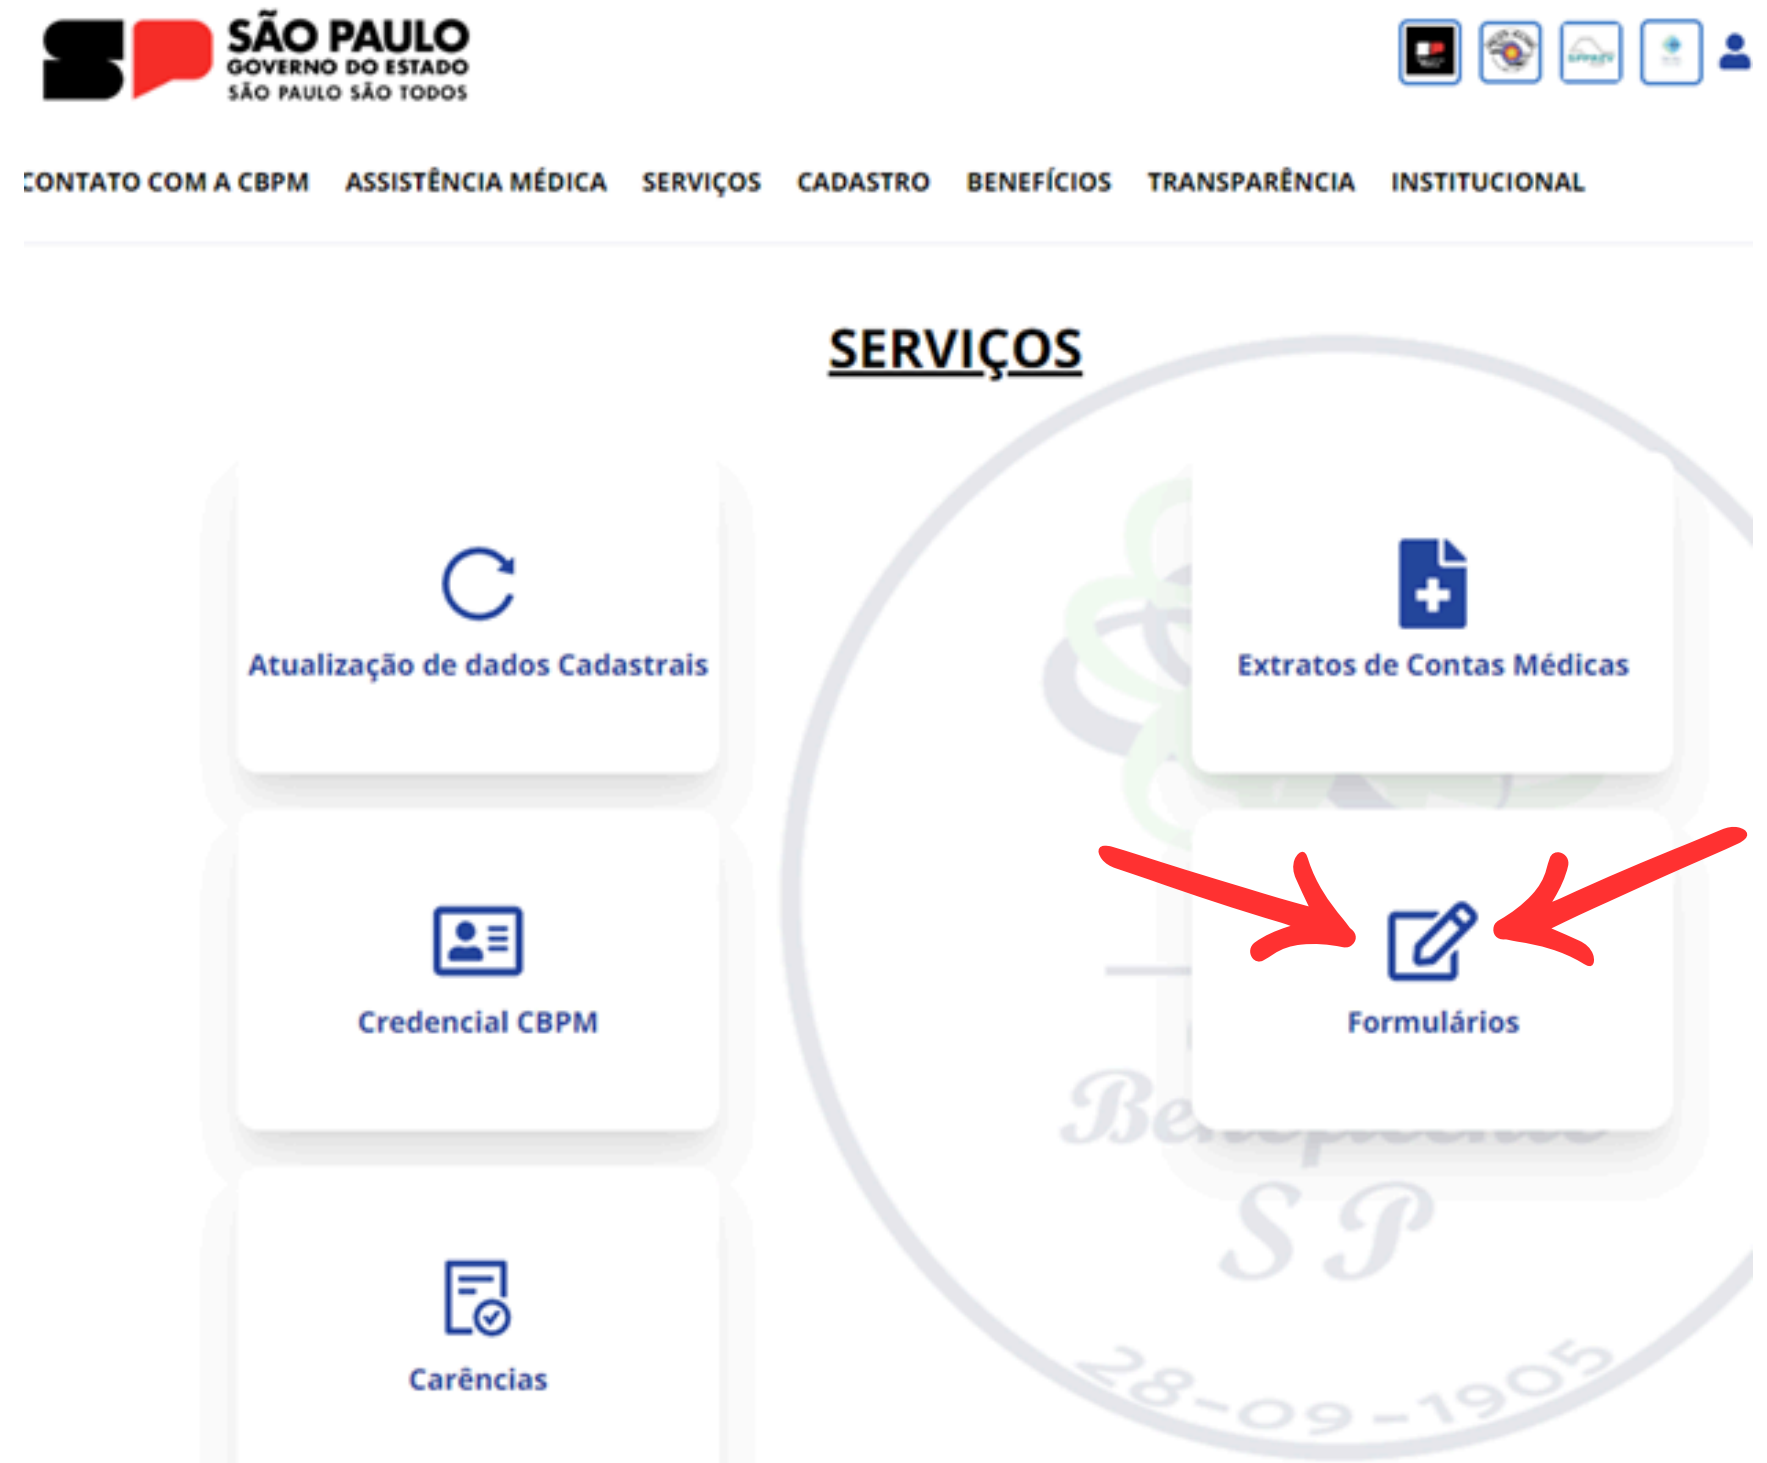 SÃO PAULO
GOVERNO DO ESTADO
SÃO PAULO SÃO TODOS
CONTATO COM A CBPM ASSISTÊNCIA MÉDICA SERVIÇOS CADASTRO BENEFÍCIOS TRANSPARÊNCIA INSTITUCIONAL
SERVIÇOS
Atualização de dados Cadastrais
Extratos de Contas Médicas
Credencial CBPM
Formulários
Carências
SP
28-09-1905